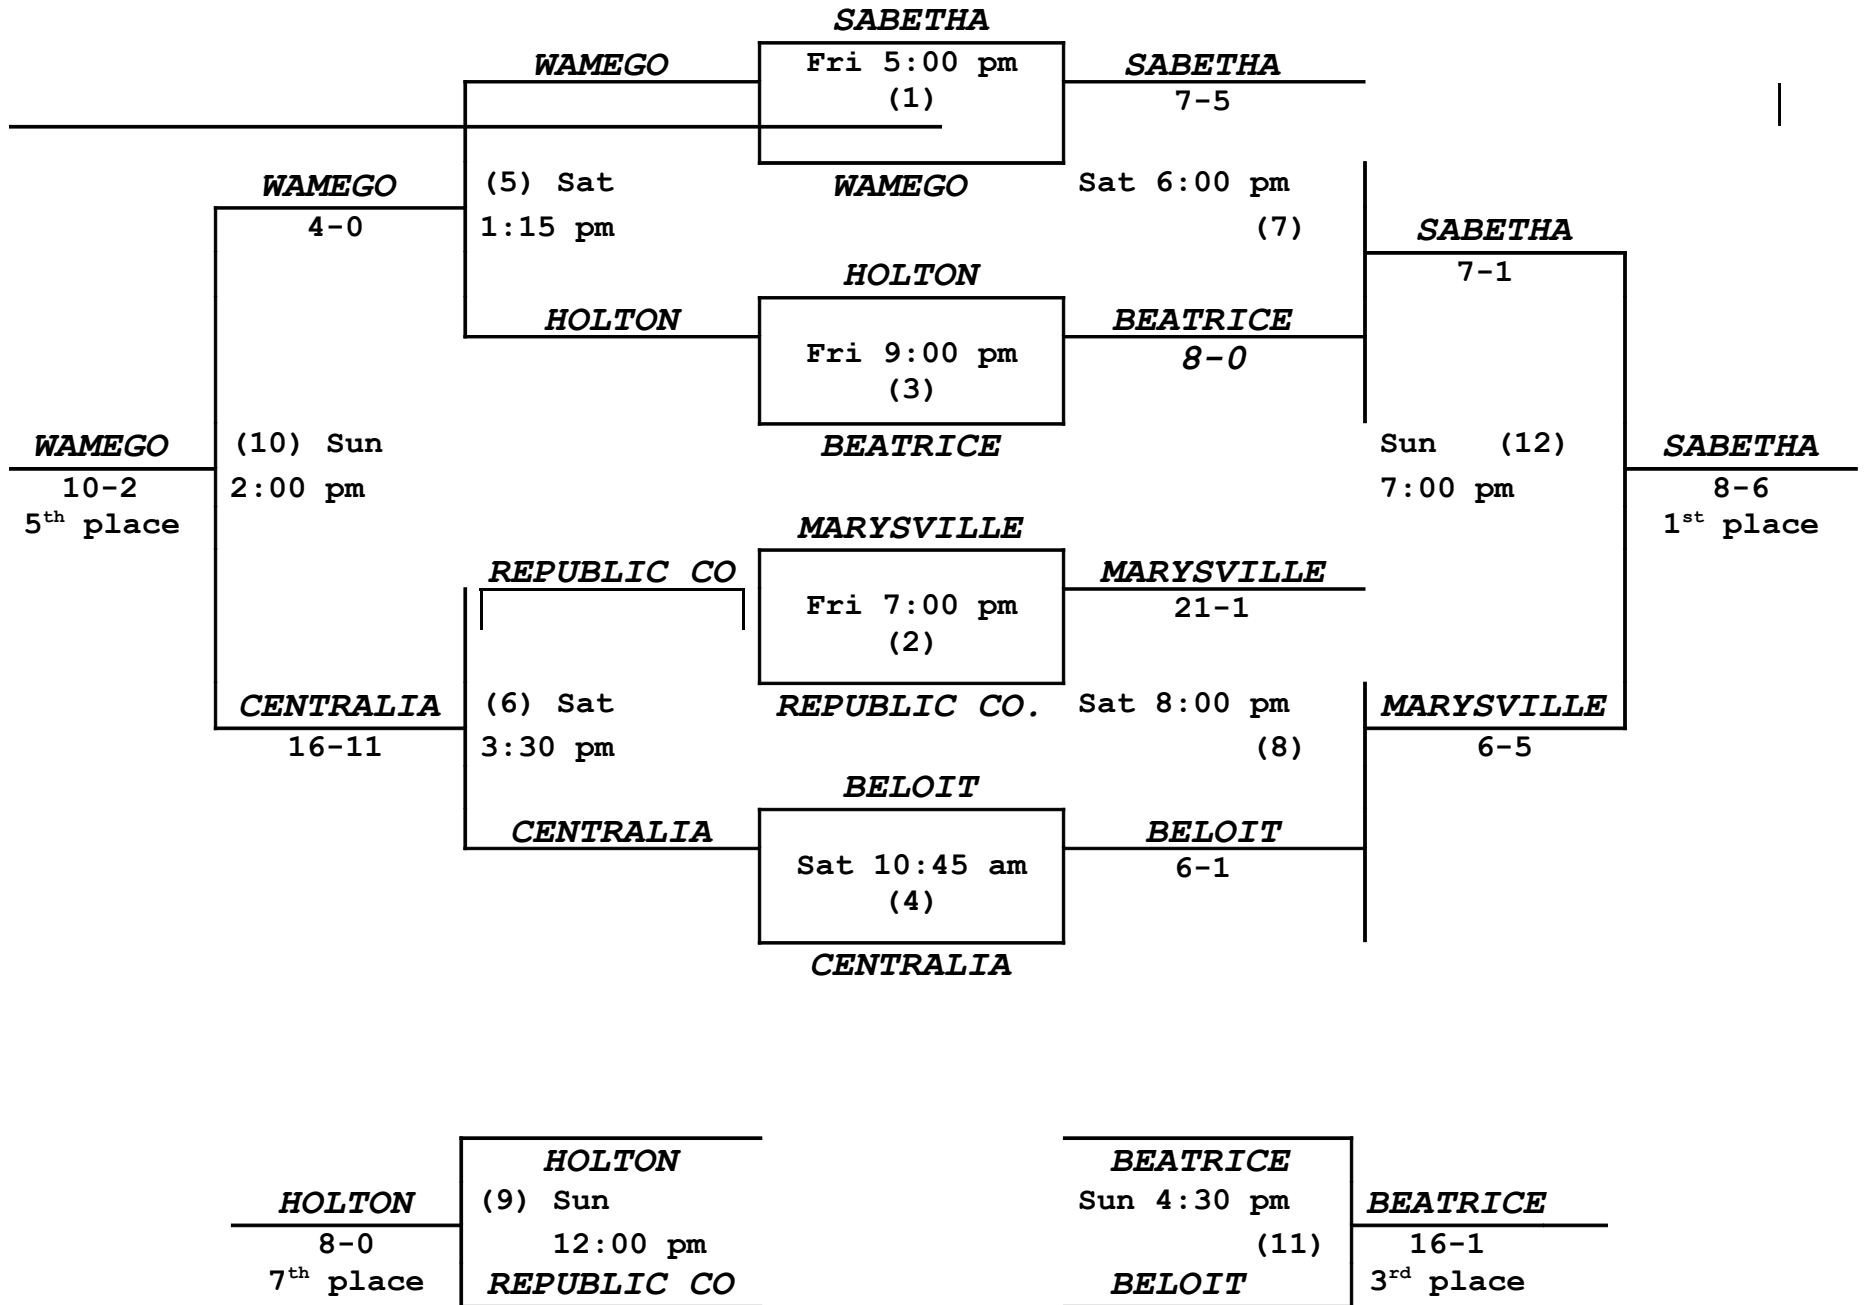 SABETHA
WAMEGO Fri 5:00 pm SABETHA
(1) 7-5
WAMEGO (5) Sat WAMEGO Sat 6:00 pm
4-0 1:15 pm (7) SABETHA
HOLTON 7-1
HOLTON BEATRICE
Fri 9:00 pm 8-0
(3)
WAMEGO (10) Sun BEATRICE Sun (12) SABETHA
10-2 2:00 pm 7:00 pm 8-6
5th place MARYSVILLE 1st place
REPUBLIC CO MARYSVILLE
Fri 7:00 pm 21-1
(2)
CENTRALIA (6) Sat REPUBLIC CO. Sat 8:00 pm MARYSVILLE
16-11 3:30 pm (8) 6-5
BELOIT
CENTRALIA BELOIT
Sat 10:45 am 6-1
(4)
CENTRALIA
HOLTON BEATRICE
HOLTON (9) Sun Sun 4:30 pm BEATRICE
8-0 12:00 pm (11) 16-1
7th place REPUBLIC CO BELOIT 3rd place